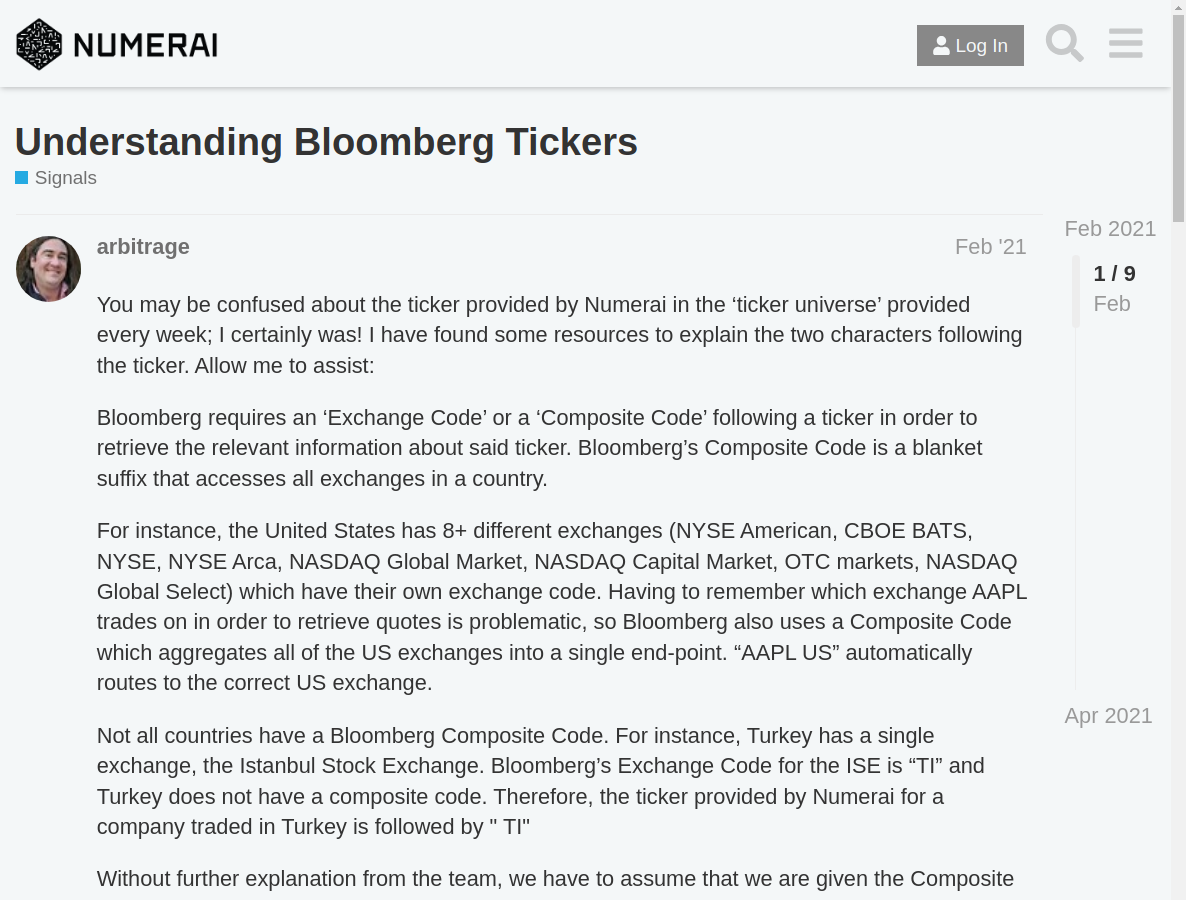 NUMERAI
Log In
Understanding Bloomberg Tickers
Signals
arbitrage
Feb '21
Feb 2021
1 / 9
Feb
Apr 2021
You may be confused about the ticker provided by Numerai in the ‘ticker universe’ provided
every week; I certainly was! I have found some resources to explain the two characters following
the ticker. Allow me to assist:
Bloomberg requires an ‘Exchange Code’ or a ‘Composite Code’ following a ticker in order to
retrieve the relevant information about said ticker. Bloomberg’s Composite Code is a blanket
suffix that accesses all exchanges in a country.
For instance, the United States has 8+ different exchanges (NYSE American, CBOE BATS,
NYSE, NYSE Arca, NASDAQ Global Market, NASDAQ Capital Market, OTC markets, NASDAQ
Global Select) which have their own exchange code. Having to remember which exchange AAPL
trades on in order to retrieve quotes is problematic, so Bloomberg also uses a Composite Code
which aggregates all of the US exchanges into a single end-point. “AAPL US” automatically
routes to the correct US exchange.
Not all countries have a Bloomberg Composite Code. For instance, Turkey has a single
exchange, the Istanbul Stock Exchange. Bloomberg’s Exchange Code for the ISE is “TI” and
Turkey does not have a composite code. Therefore, the ticker provided by Numerai for a
company traded in Turkey is followed by " TI"
Without further explanation from the team, we have to assume that we are given the Composite